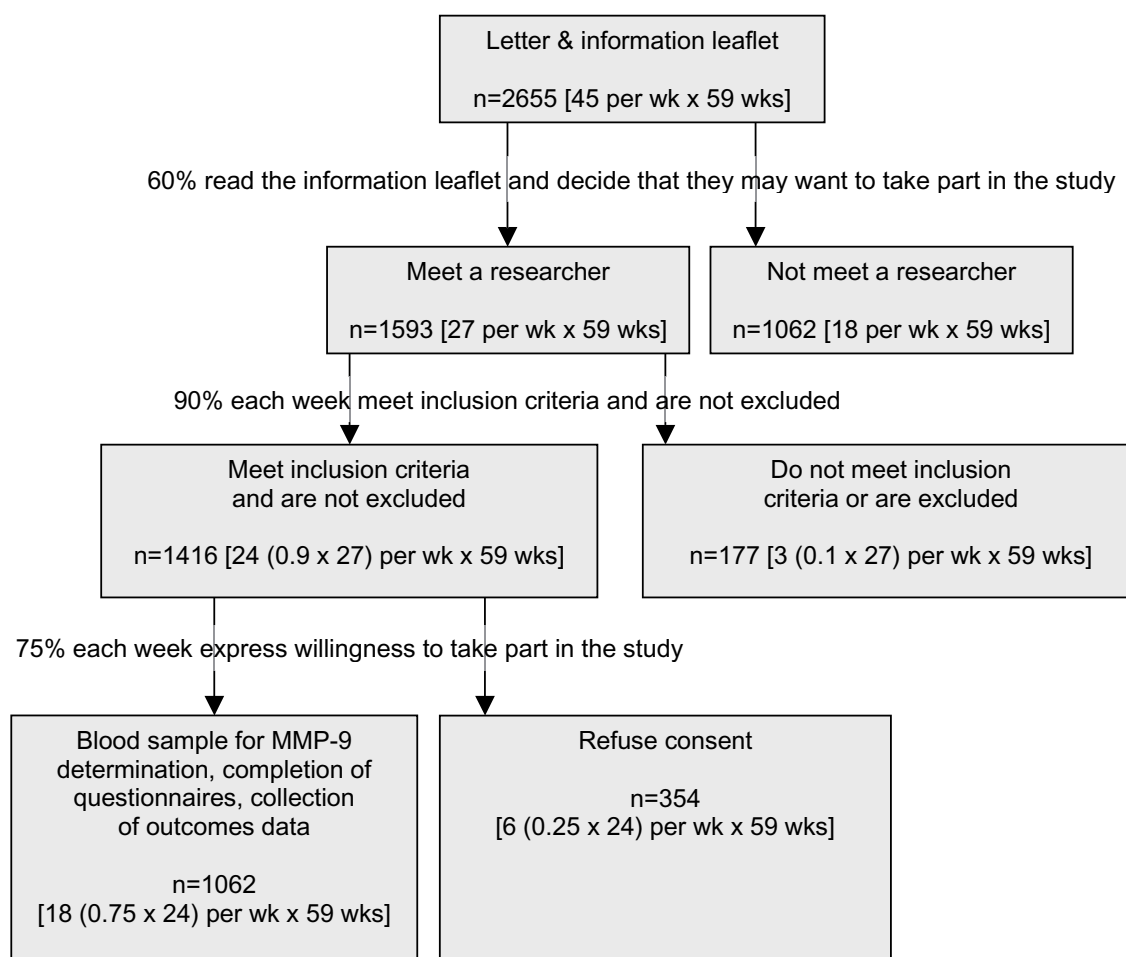 Letter & information leaflet
n=2655 [45 per wk x 59 wks]
60% read the information leaflet and decide that they may want to take part in the study
Meet a researcher
n=1593 [27 per wk x 59 wks]
Not meet a researcher
n=1062 [18 per wk x 59 wks]
90% each week meet inclusion criteria and are not excluded
Meet inclusion criteria
and are not excluded
n=1416 [24 (0.9 x 27) per wk x 59 wks]
Do not meet inclusion
criteria or are excluded
n=177 [3 (0.1 x 27) per wk x 59 wks]
75% each week express willingness to take part in the study
Blood sample for MMP-9
determination, completion of
questionnaires, collection
of outcomes data
n=1062
[18 (0.75 x 24) per wk x 59 wks]
Refuse consent
n=354
[6 (0.25 x 24) per wk x 59 wks]